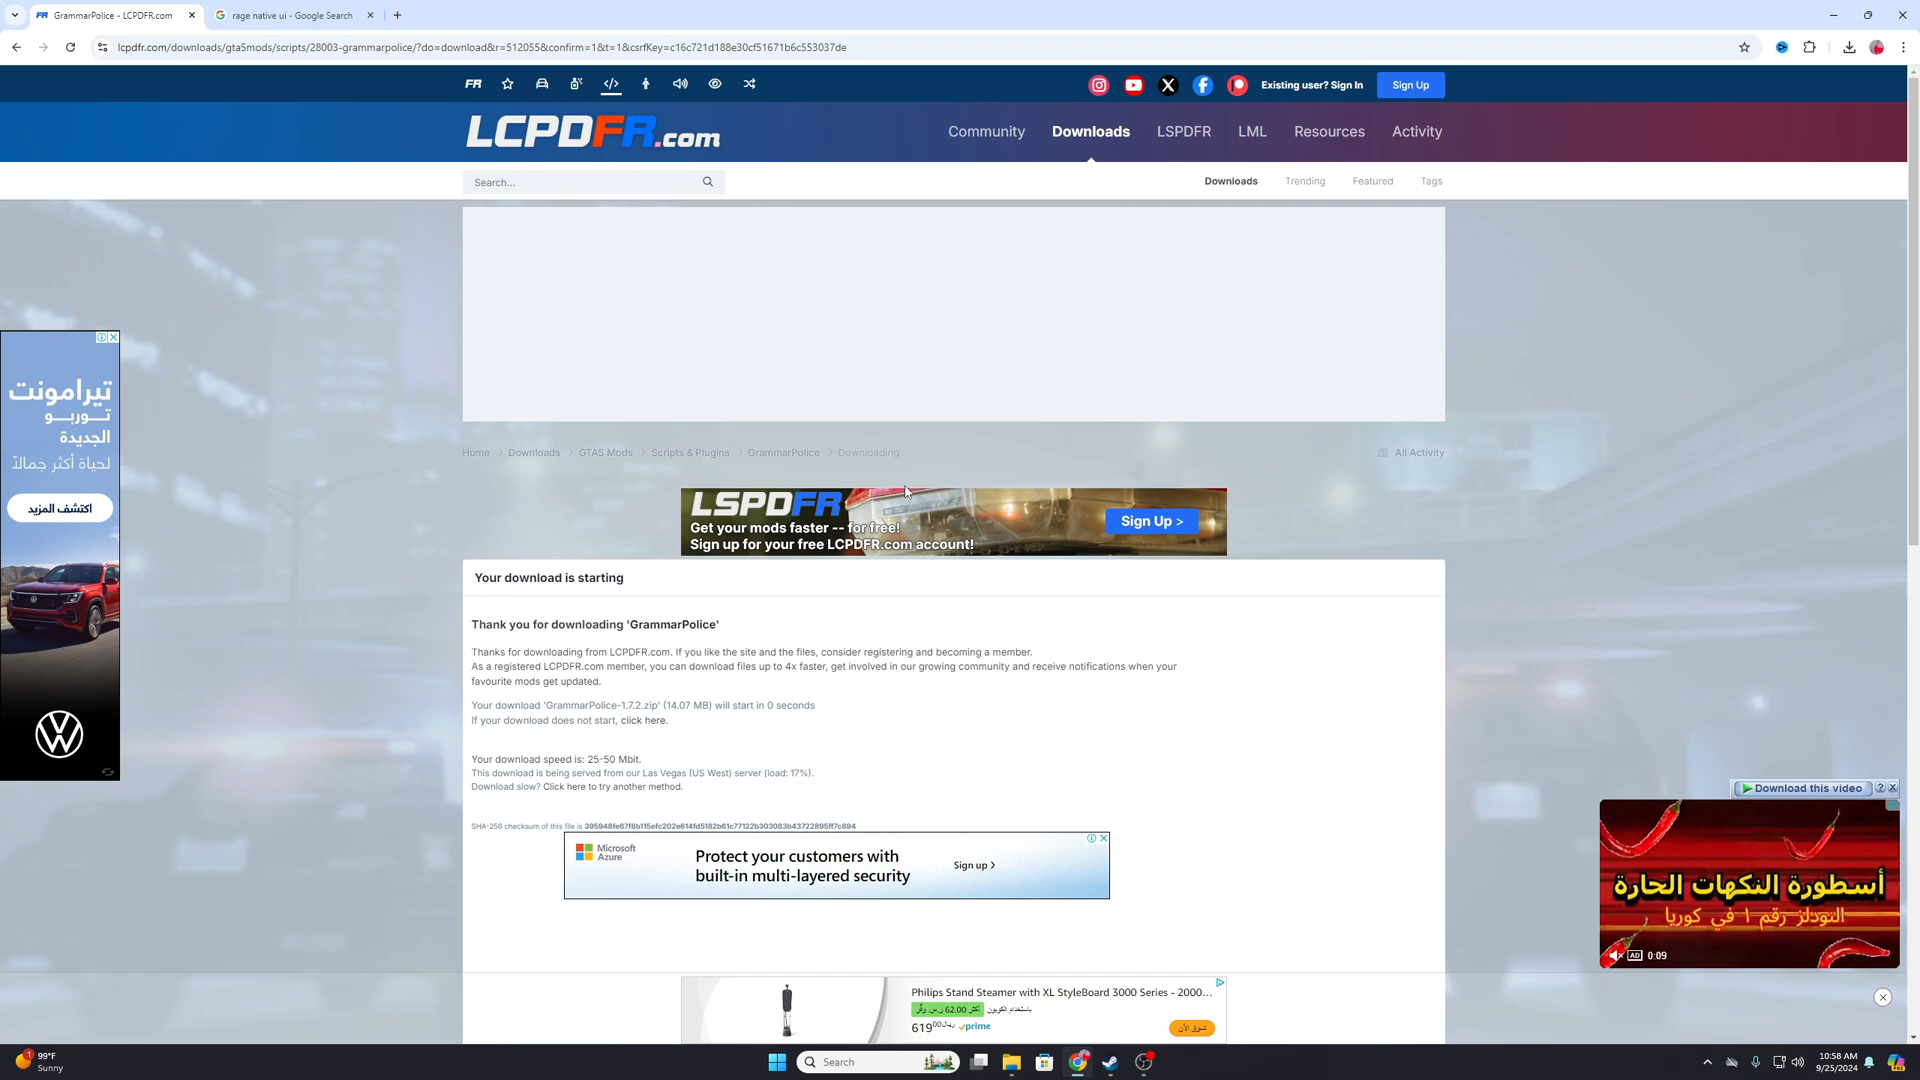 GrammarPolice - LCPDFR.com
rage native ui - Google Search
lcpdfr.com/downloads/gta5mods/scripts/28003-grammarpolice/?do=download&r=512055&confirm=1&t=1&csrfKey=c16c721d188e30cf51671b6c553037de
FR
Existing user? Sign In
Sign Up
LCPDFR.com
Community
Downloads
LSPDFR
LML
Resources
Activity
Search...
Downloads
Trending
Featured
Tags
تيرامونت
تــوربــو
الجديدة
لحياة أكثر جمالاً
اكتشف المزيد
Home > Downloads > GTA5 Mods > Scripts & Plugins > GrammarPolice > Downloading
All Activity
LSPDFR
Get your mods faster -- for free!
Sign up for your free LCPDFR.com account!
Sign Up >
Your download is starting
Thank you for downloading 'GrammarPolice'
Thanks for downloading from LCPDFR.com. If you like the site and the files, consider registering and becoming a member.
As a registered LCPDFR.com member, you can download files up to 4x faster, get involved in our growing community and receive notifications when your
favourite mods get updated.
Your download 'GrammarPolice-1.7.2.zip' (14.07 MB) will start in 0 seconds
If your download does not start, click here.
Your download speed is: 25-50 Mbit.
This download is being served from our Las Vegas (US West) server (load: 17%).
Download slow? Click here to try another method.
SHA-256 checksum of this file is 395948fe67f8b115efc202e614fd5182b61c77122b303083b43722895ff7c894
Microsoft
Azure
Protect your customers with
built-in multi-layered security
Sign up >
Download this video
أسطورة النكهات الحارة
النودلز رقم ١ في كوريا
AD 0:09
Philips Stand Steamer with XL StyleBoard 3000 Series - 2000...
باستخدام الكوبون
619⁰⁰ريال
prime
تسوق الآن
1
99°F
Sunny
Search
10:58 AM
9/25/2024